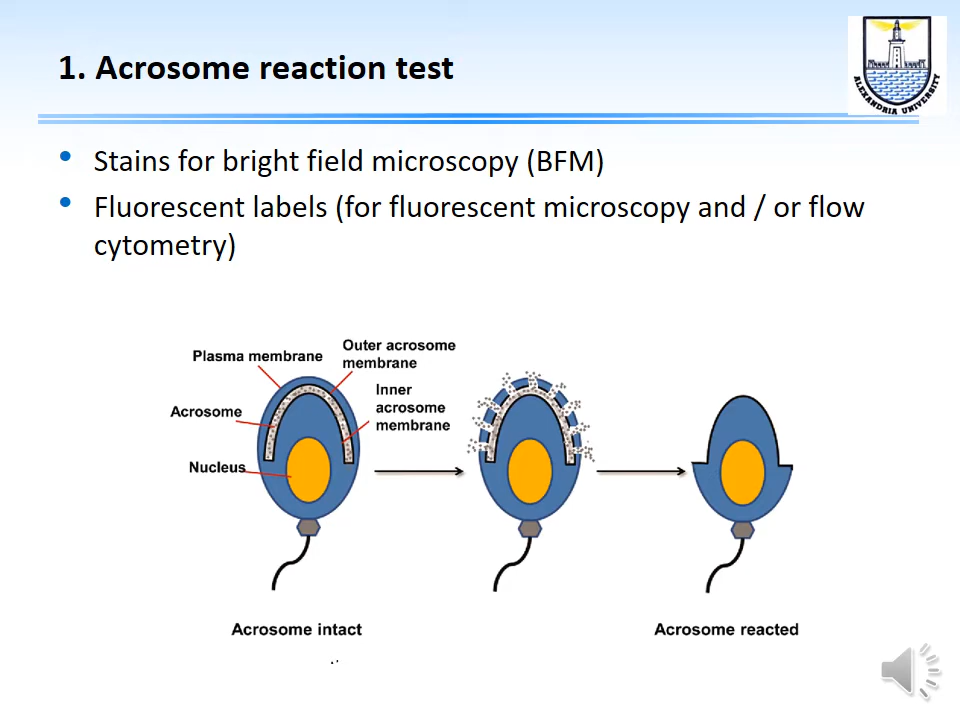 1. Acrosome reaction test
ALEXANDRIA UNIVERSITY
• Stains for bright field microscopy (BFM)
• Fluorescent labels (for fluorescent microscopy and / or flow
cytometry)
Plasma membrane
Outer acrosome
membrane
Inner
acrosome
membrane
Acrosome
Nucleus
Acrosome intact
Acrosome reacted